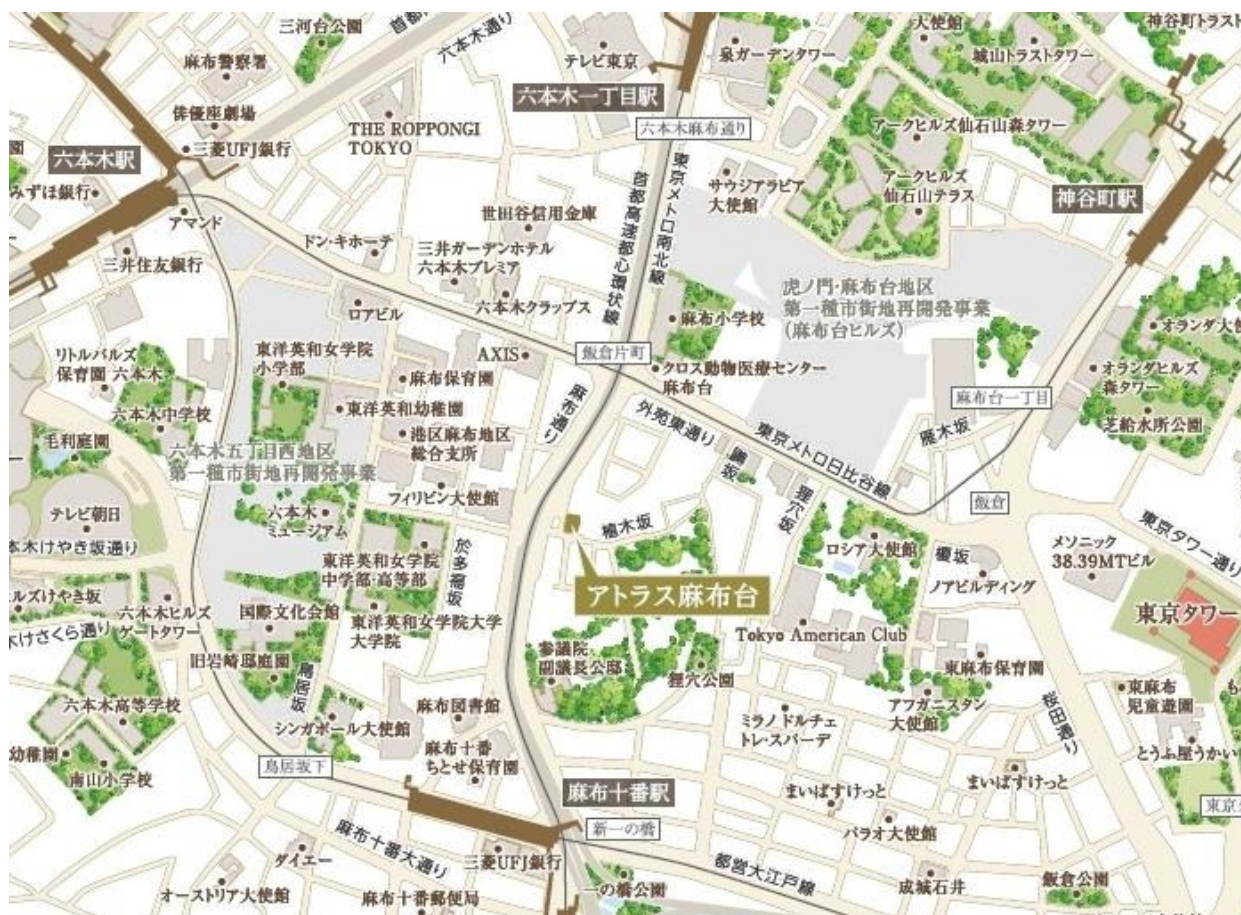 三河台公園
首都高速
六本木通り
麻布警察署
俳優座劇場
三菱UFJ銀行
THE ROPPONGI
TOKYO
六本木駅
みずほ銀行
アマンド
三井住友銀行
テレビ東京
六本木一丁目駅
泉ガーデンタワー
六本木麻布通り
大使館
城山トラストタワー
神谷町トラスト
アークヒルズ仙石山森タワー
アークヒルズ
仙石山テラス
サウジアラビア
大使館
神谷町駅
首都高速都心環状線
東京メトロ南北線
世田谷信用金庫
ドン・キホーテ
三井ガーデンホテル
六本木プレミア
六本木クラップス
ロアビル
虎ノ門・麻布台地区
第一種市街地再開発事業
(麻布台ヒルズ)
麻布小学校
オランダ大使
オランダヒルズ
森タワー
芝給水所公園
飯倉片町
クロス動物医療センター
麻布台
AXIS
麻布保育園
東洋英和女学院
小学部
東洋英和幼稚園
港区麻布地区
総合支所
リトルパルズ
保育園 六本木
六本木中学校
毛利庭園
六本木五丁目西地区
第一種市街地再開発事業
麻布通り
外苑東通り
東京メトロ日比谷線
麻布台一丁目
雁木坂
飯倉
狸穴坂
フィリピン大使館
テレビ朝日
本木けやき坂通り
六本木
ミュージアム
植木坂
アトラス麻布台
ロシア大使館
榎坂
ノアビルディング
メソニック
38.39MTビル
東京タワー通り
東京タワー
東洋英和女学院
中学部・高等部
於多福坂
ルズけやき坂
六本木ヒルズ
ゲートタワー
木けさくら通り
国際文化会館
東洋英和女学院大学
大学院
旧岩崎邸庭園
鳥居坂
シンガポール大使館
参議院
副議長公邸
狸穴公園
Tokyo American Club
東麻布保育園
アフガニスタン
大使館
東麻布
児童遊園
とうふ屋うかい
桜田通り
六本木高等学校
幼稚園
南山小学校
鳥居坂下
麻布図書館
麻布十番
ちとせ保育園
ミラノ ドルチェ
トレ・スパーデ
まいばすけっと
まいばすけっと
パラオ大使館
麻布十番駅
新一の橋
麻布十番大通り
ダイエー
三菱UFJ銀行
オーストリア大使館
麻布十番郵便局
一の橋公園
都営大江戸線
成城石井
飯倉公園